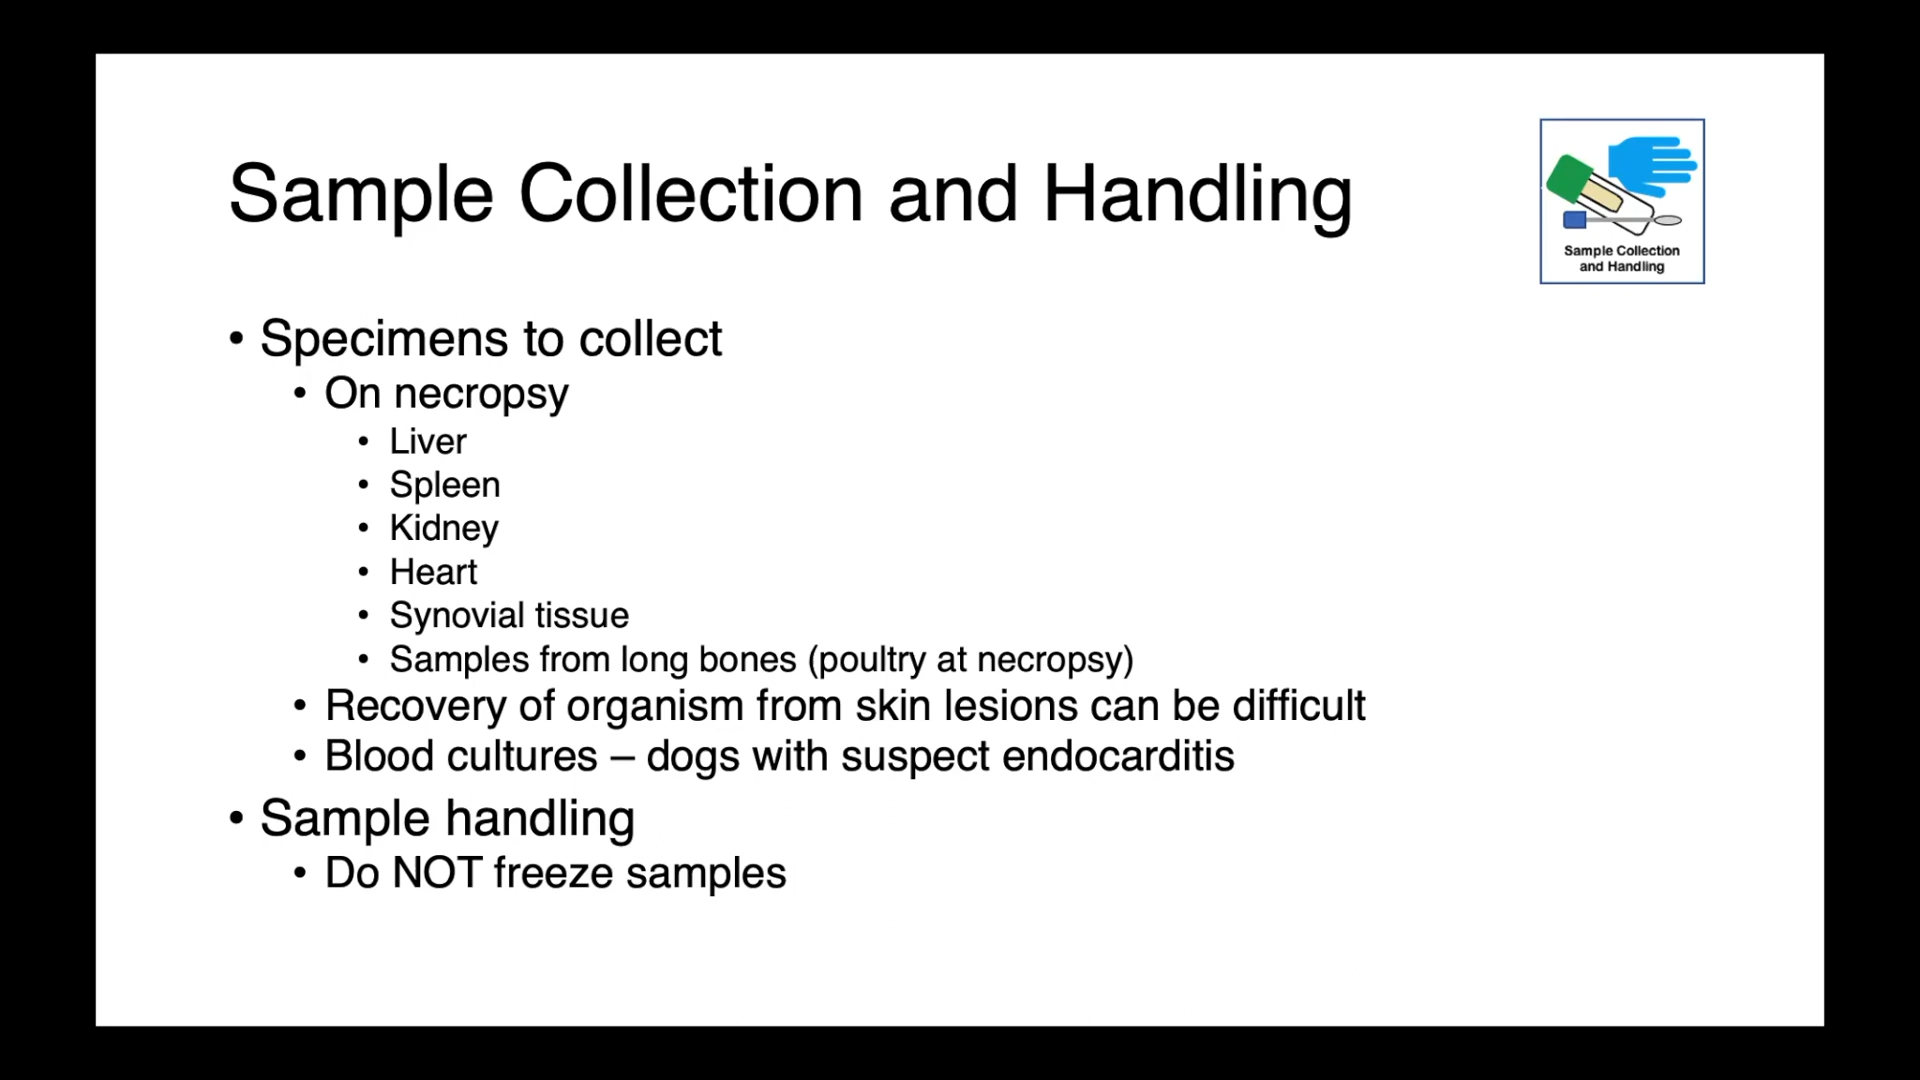 Sample Collection and Handling
Sample Collection
and Handling
• Specimens to collect
• On necropsy
• Liver
• Spleen
• Kidney
• Heart
• Synovial tissue
• Samples from long bones (poultry at necropsy)
• Recovery of organism from skin lesions can be difficult
• Blood cultures – dogs with suspect endocarditis
• Sample handling
• Do NOT freeze samples